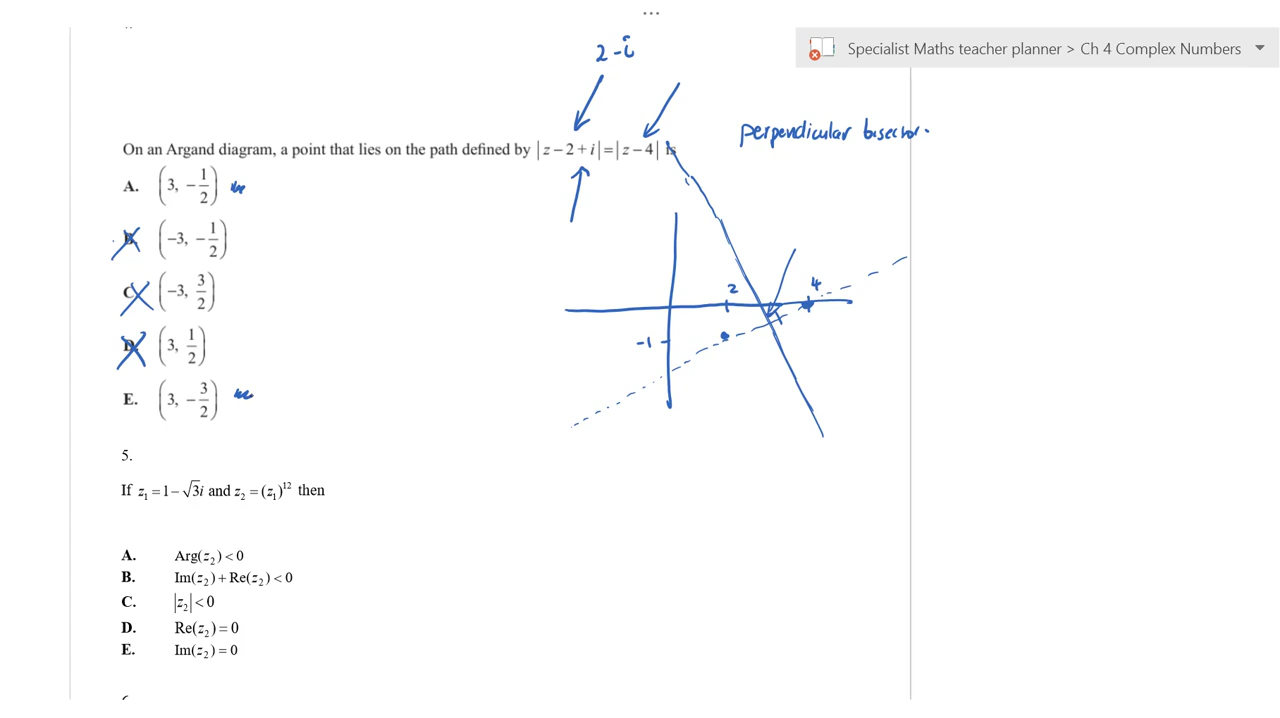 ...
Specialist Maths teacher planner > Ch 4 Complex Numbers
2-i
perpendicular bisector.
On an Argand diagram, a point that lies on the path defined by |z − 2 + i| = |z − 4| is
A. (3, −1/2)
B. (−3, −1/2)
C. (−3, 3/2)
D. (3, 1/2)
E. (3, −3/2)
2
4
-1
5.
If z₁ = 1 − √3i and z₂ = (z₁)¹² then
A. Arg(z₂) < 0
B. Im(z₂) + Re(z₂) < 0
C. |z₂| < 0
D. Re(z₂) = 0
E. Im(z₂) = 0